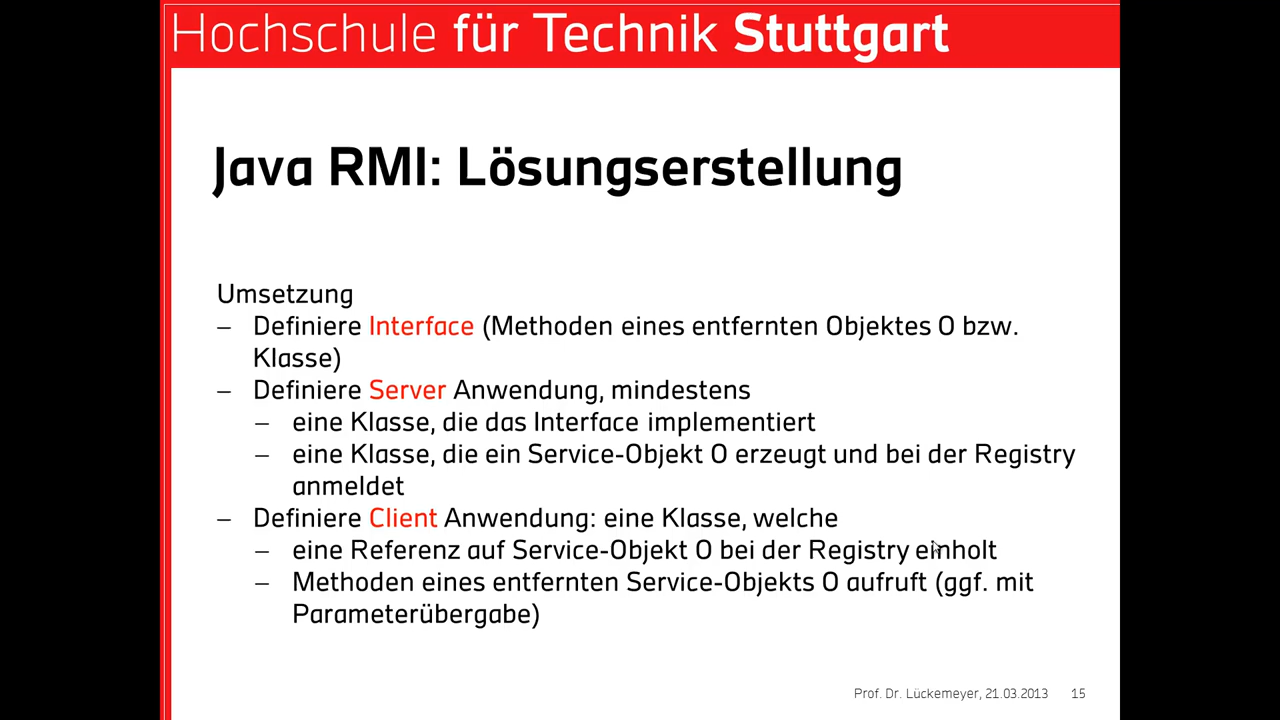 Hochschule für Technik Stuttgart
Java RMI: Lösungserstellung
Umsetzung
– Definiere Interface (Methoden eines entfernten Objektes O bzw.
Klasse)
– Definiere Server Anwendung, mindestens
– eine Klasse, die das Interface implementiert
– eine Klasse, die ein Service-Objekt O erzeugt und bei der Registry
anmeldet
– Definiere Client Anwendung: eine Klasse, welche
– eine Referenz auf Service-Objekt O bei der Registry einholt
– Methoden eines entfernten Service-Objekts O aufruft (ggf. mit
Parameterübergabe)
Prof. Dr. Lückemeyer, 21.03.2013 15